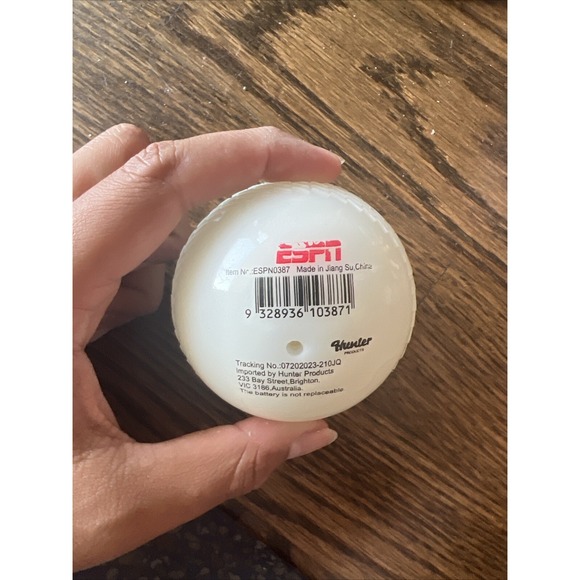 ESPN
Item No.:ESPN0387 Made in Jiang Su,China
9 328936 103871
Hunter
PRODUCTS
Tracking No.:07202023-210JQ
Imported by Hunter Products
233 Bay Street,Brighton,
VIC 3186,Australia.
The battery is not replaceable